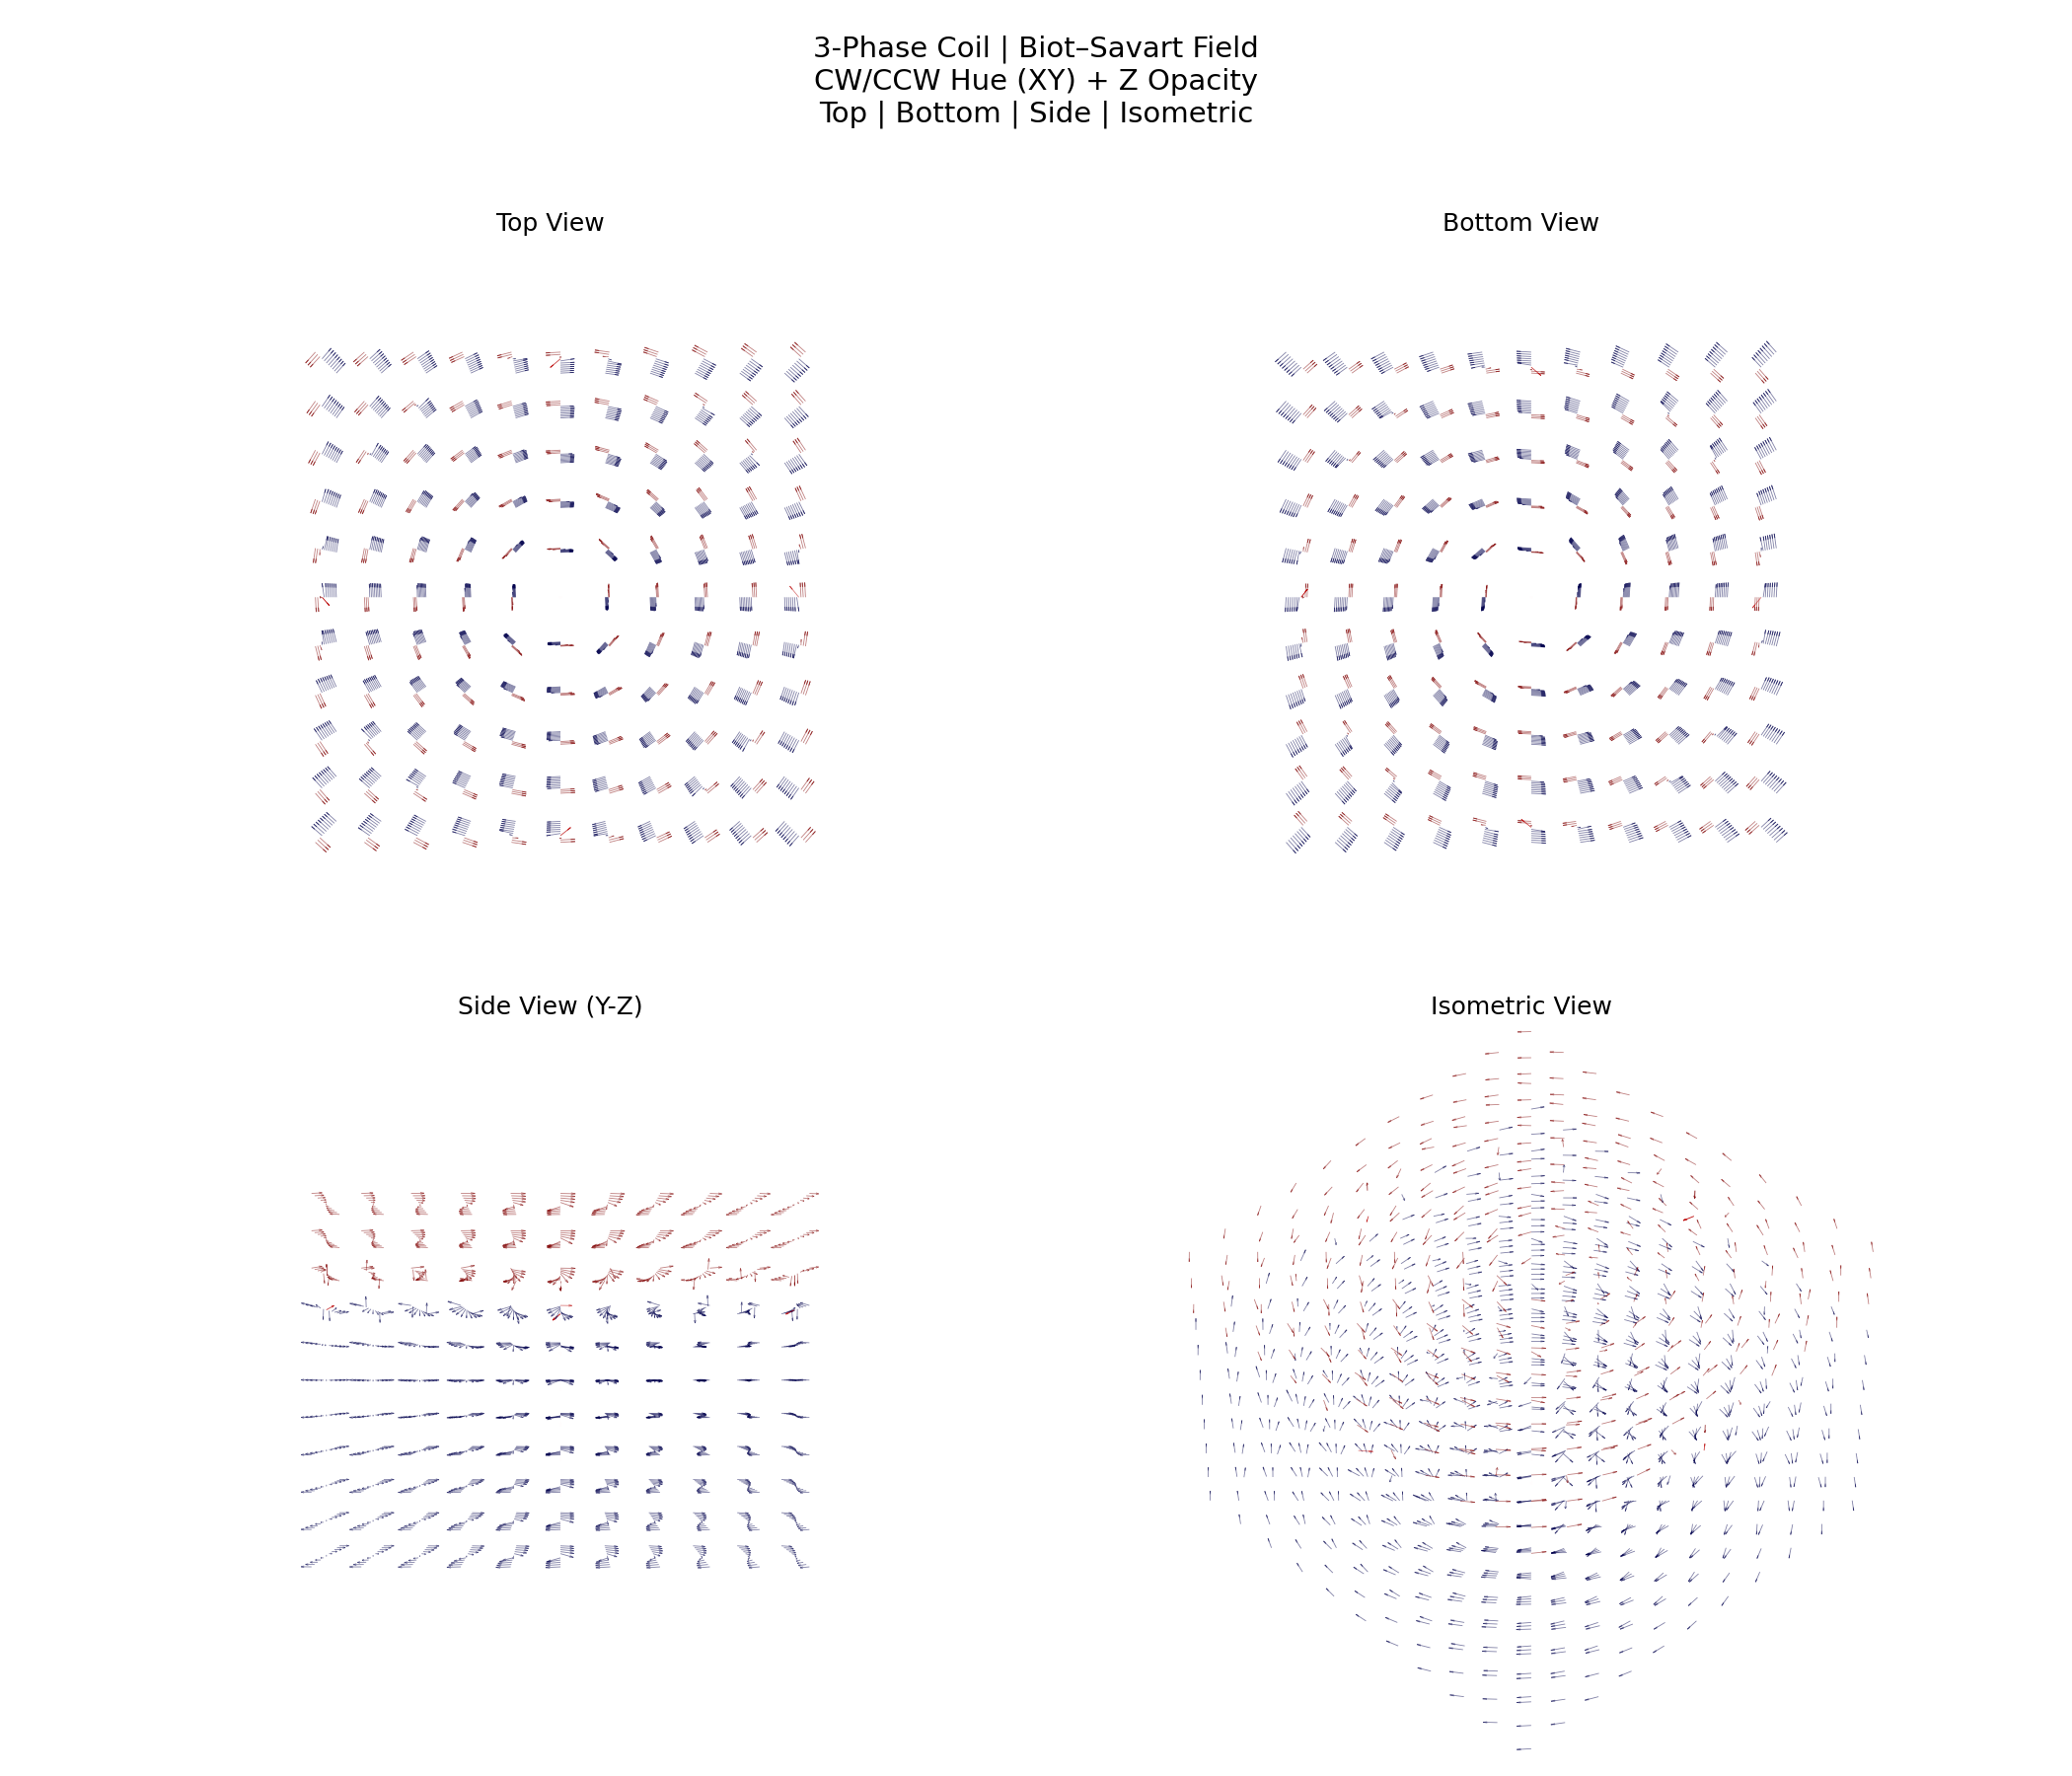 3-Phase Coil | Biot–Savart Field
CW/CCW Hue (XY) + Z Opacity
Top | Bottom | Side | Isometric
Top View
Bottom View
Side View (Y-Z)
Isometric View